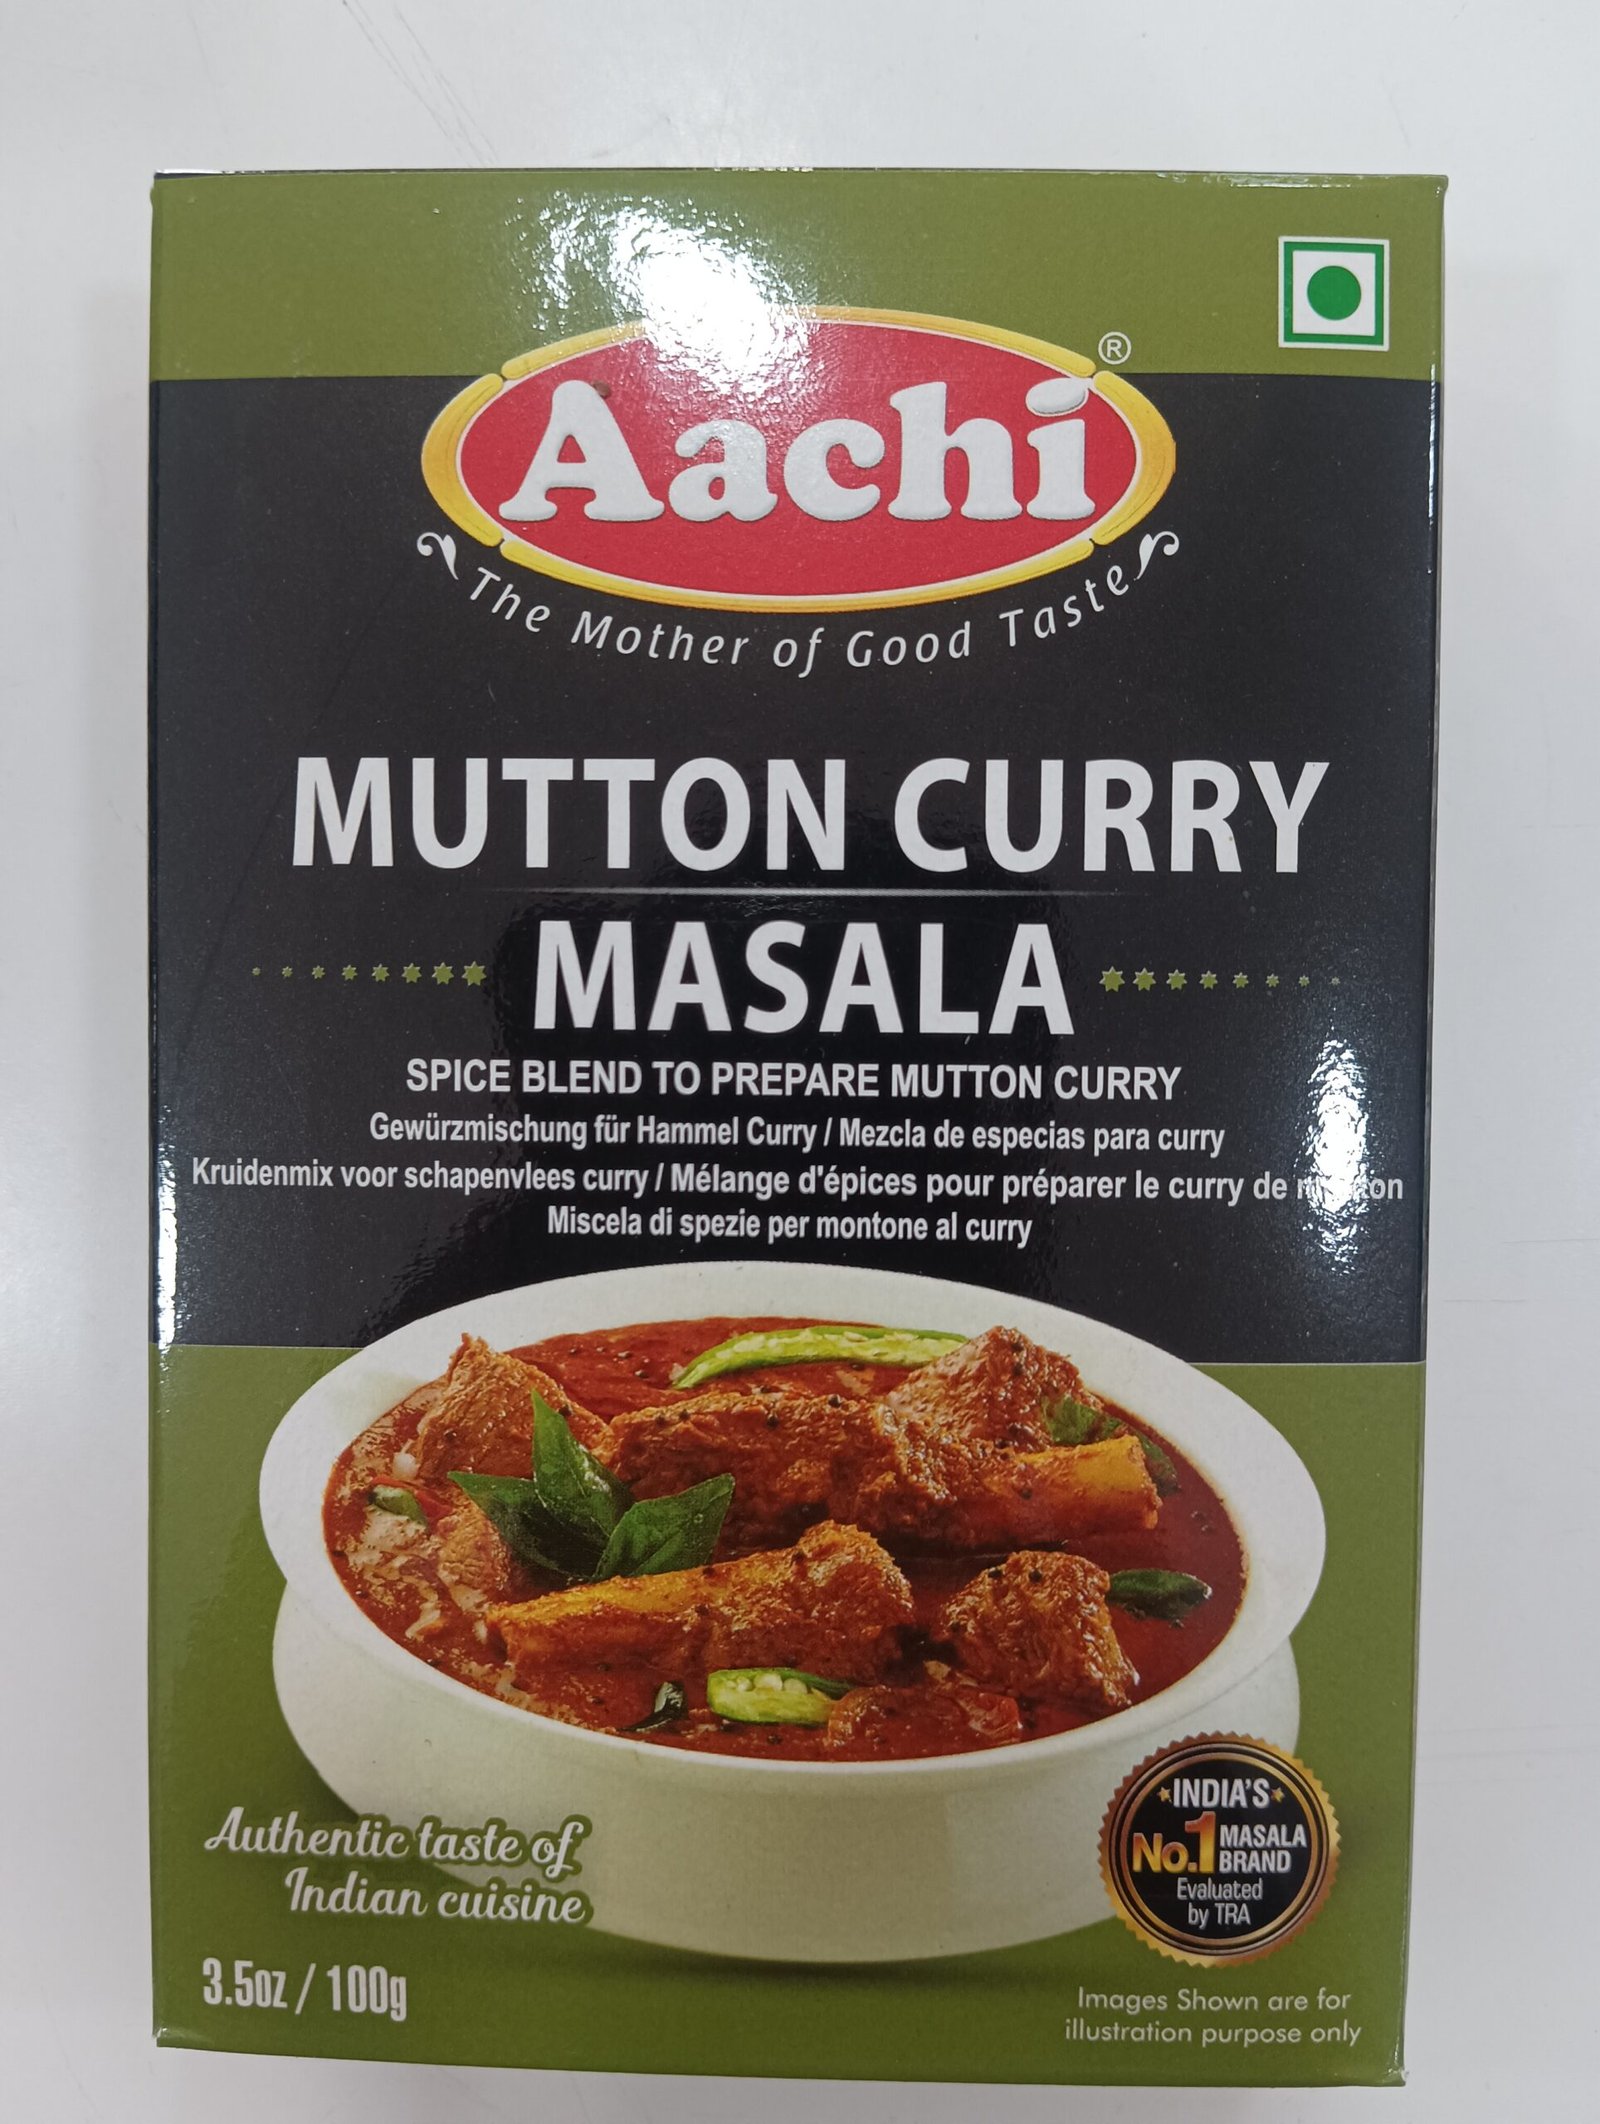 Aachi®
The Mother of Good Taste
MUTTON CURRY
MASALA
SPICE BLEND TO PREPARE MUTTON CURRY
Gewürzmischung für Hammel Curry / Mezcla de especias para curry
Kruidenmix voor schapenvlees curry / Mélange d'épices pour préparer le curry de
Miscela di spezie per montone al curry
Authentic taste of
Indian cuisine
3.5oz / 100g
INDIA'S
No.1 MASALA
BRAND
Evaluated
by TRA
Images Shown are for
illustration purpose only